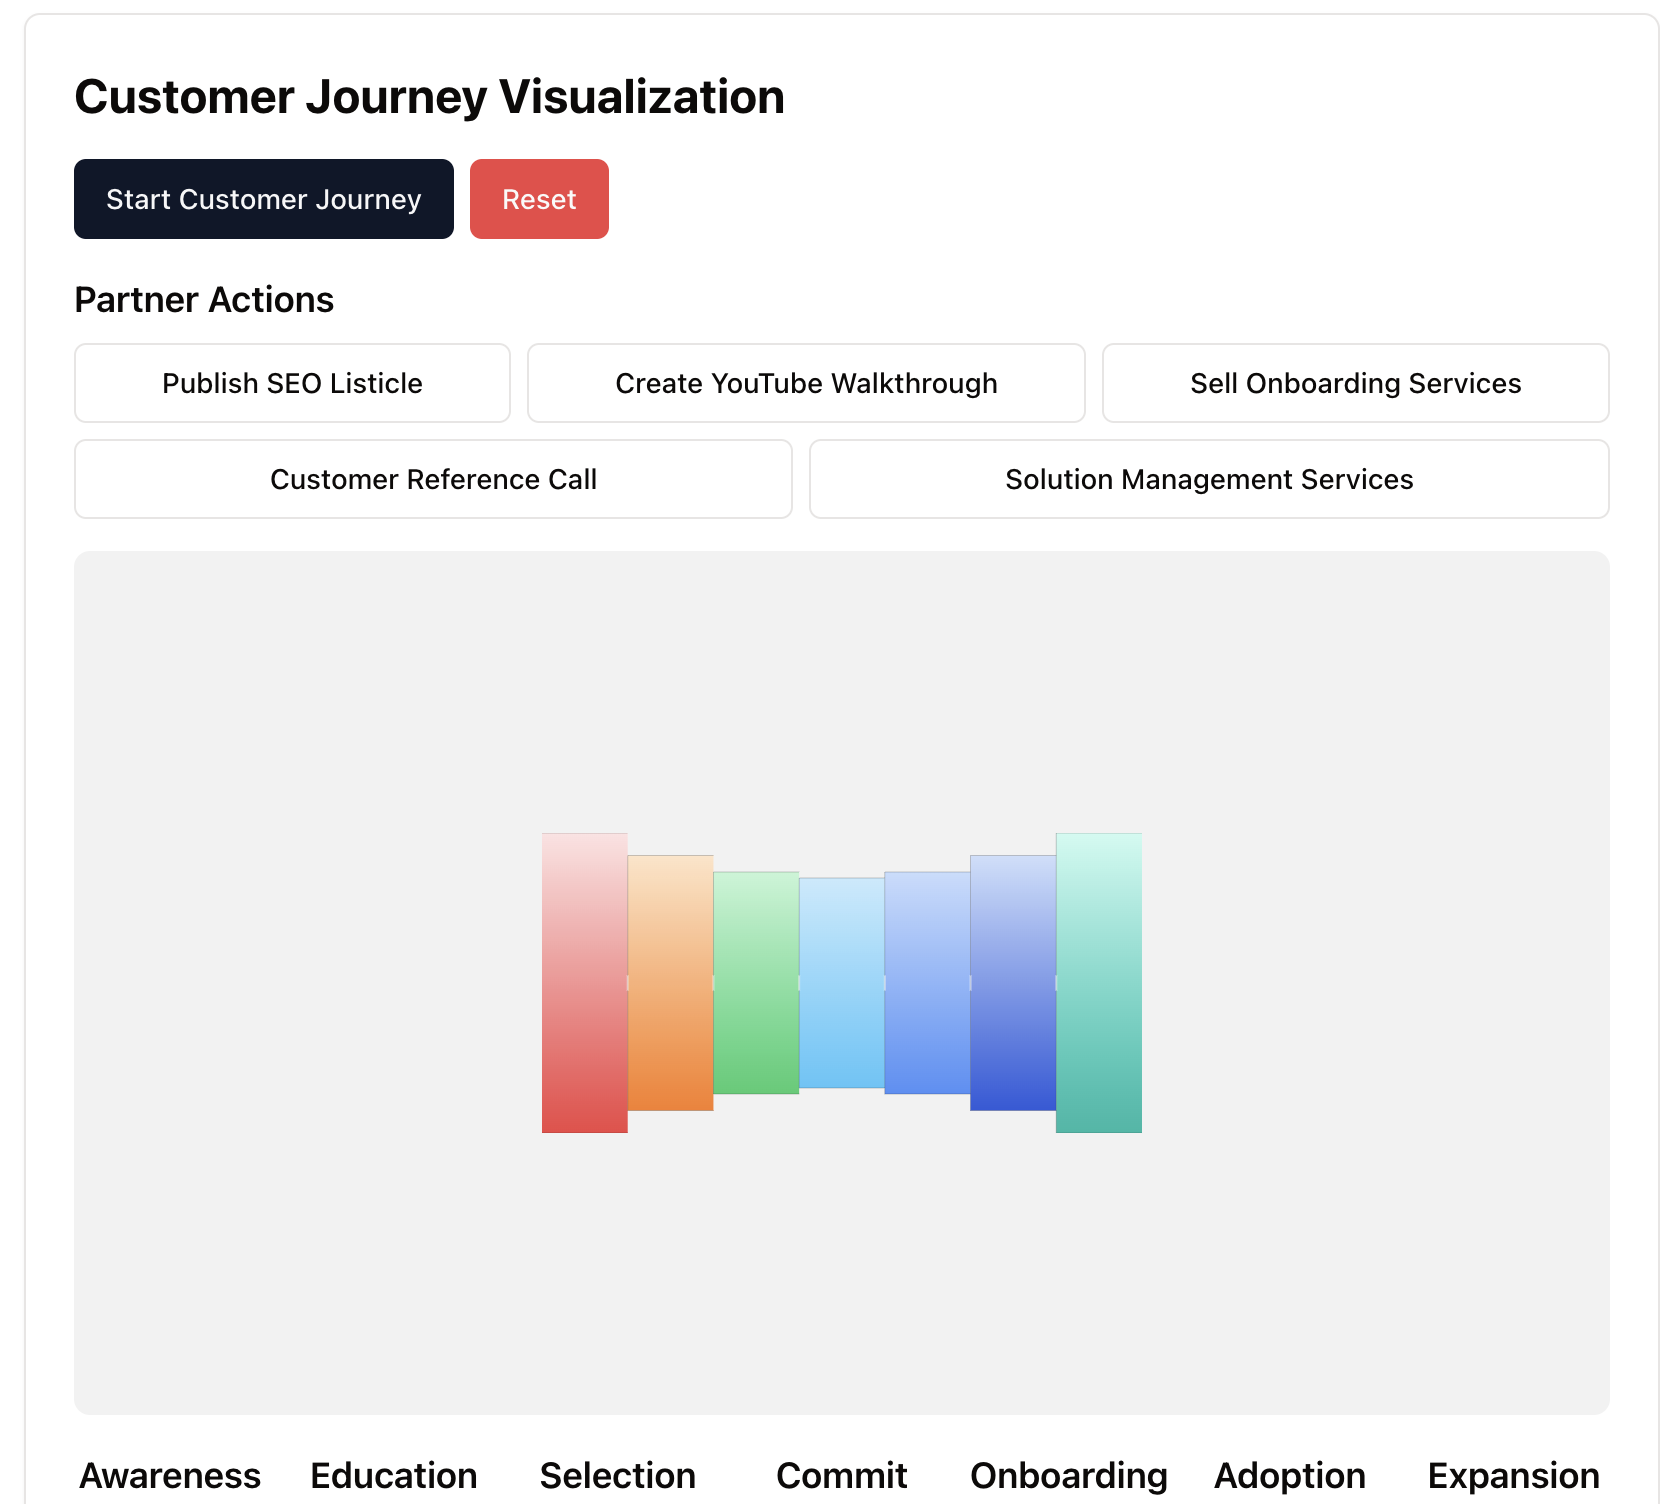 Customer Journey Visualization
Start Customer Journey Reset
Partner Actions
Publish SEO Listicle Create YouTube Walkthrough Sell Onboarding Services
Customer Reference Call Solution Management Services
Awareness Education Selection Commit Onboarding Adoption Expansion